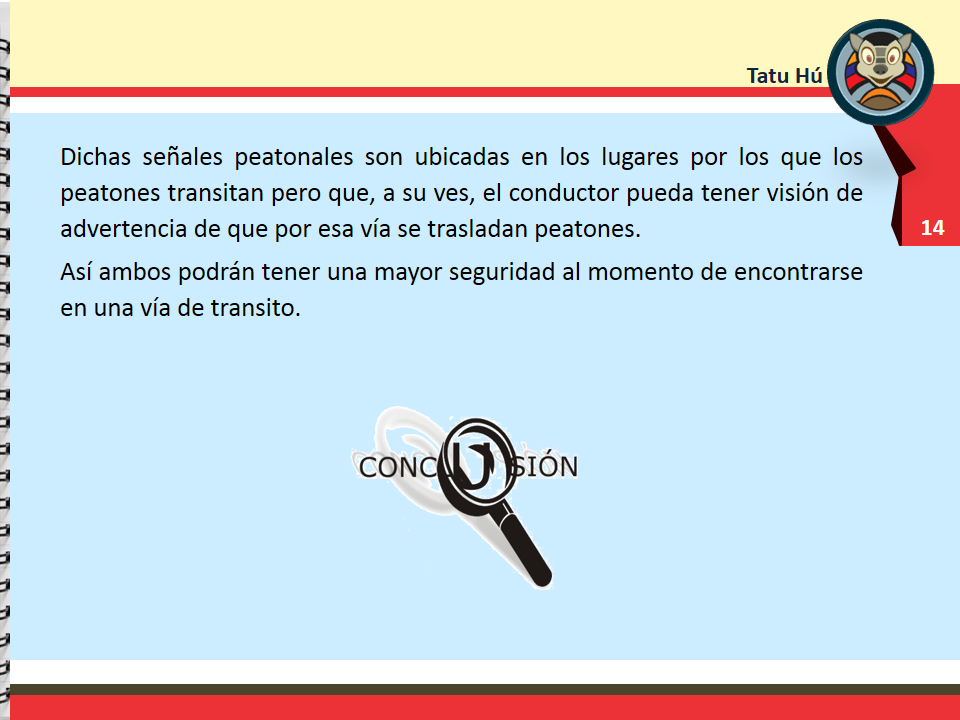 Tatu Hú
14
Dichas señales peatonales son ubicadas en los lugares por los que los
peatones transitan pero que, a su ves, el conductor pueda tener visión de
advertencia de que por esa vía se trasladan peatones.
Así ambos podrán tener una mayor seguridad al momento de encontrarse
en una vía de transito.
CONCLUSIÓN